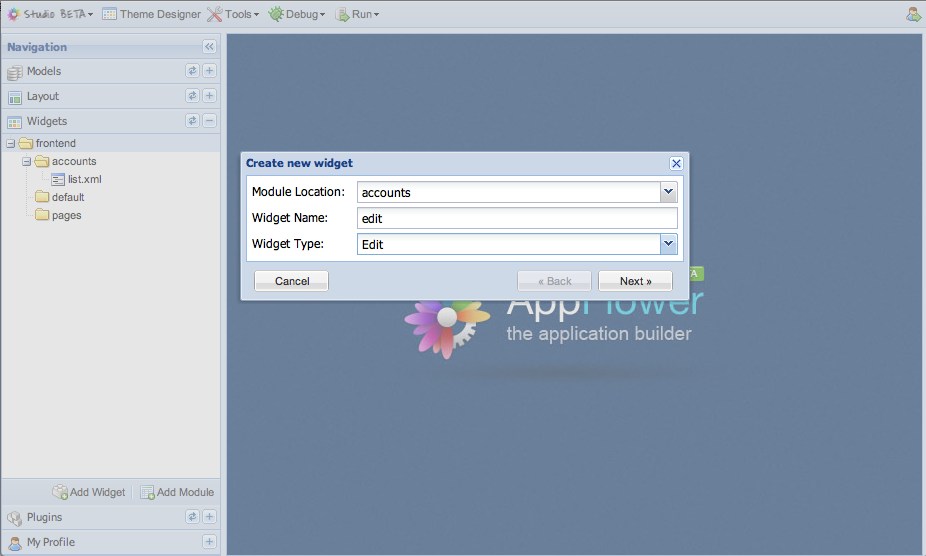 Studio BETA Theme Designer Tools Debug Run
Navigation
Models
Layout
Widgets
frontend
accounts
list.xml
default
pages
Create new widget
Module Location: accounts
Widget Name: edit
Widget Type: Edit
Cancel « Back Next »
A
AppFlower
the application builder
Add Widget Add Module
Plugins
My Profile